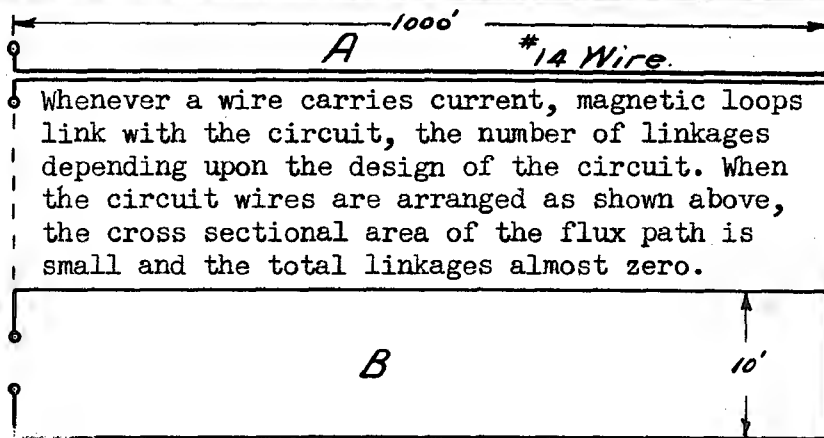 1000'
A #14 Wire.
Whenever a wire carries current, magnetic loops
link with the circuit, the number of linkages
depending upon the design of the circuit. When
the circuit wires are arranged as shown above,
the cross sectional area of the flux path is
small and the total linkages almost zero.
B 10'